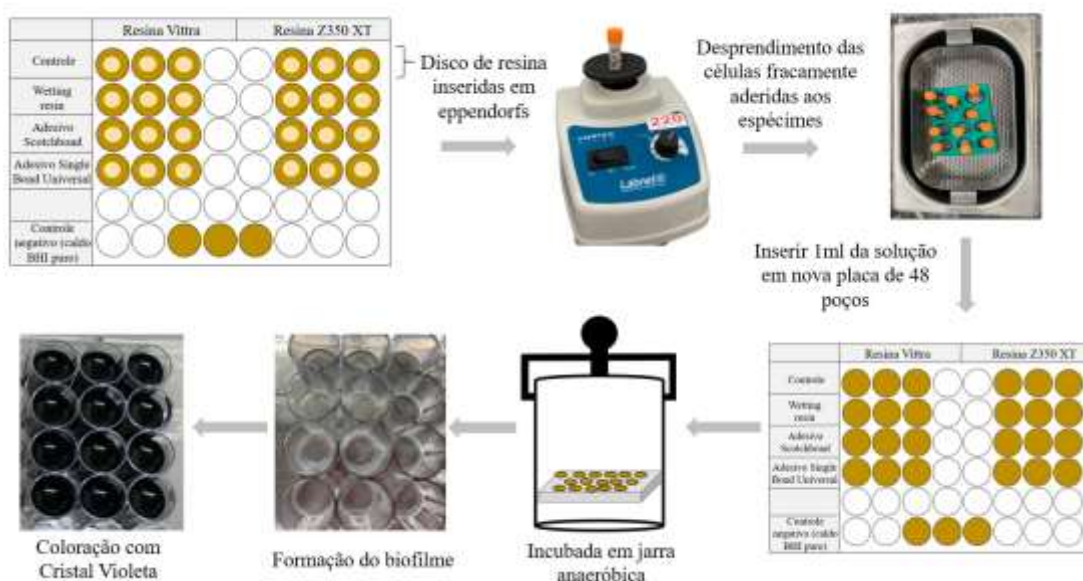 Resina Vittra
Resina Z350 XT
Controle
Wetting
resin
Adesivo
Scotchbond
Adesivo Single
Bond Universal
Controle
negativo (caldo
BHI puro)
Disco de resina
inseridas em
eppendorfs
220
Labnet
Desprendimento das
células fracamente
aderidas aos
espécimes
Inserir 1ml da solução
em nova placa de 48
poços
Resina Vittra
Resina Z350 XT
Controle
Wetting
resin
Adesivo
Scotchbond
Adesivo Single
Bond Universal
Controle
negativo (caldo
BHI puro)
Incubada em jarra
anaeróbica
Formação do biofilme
Coloração com
Cristal Violeta